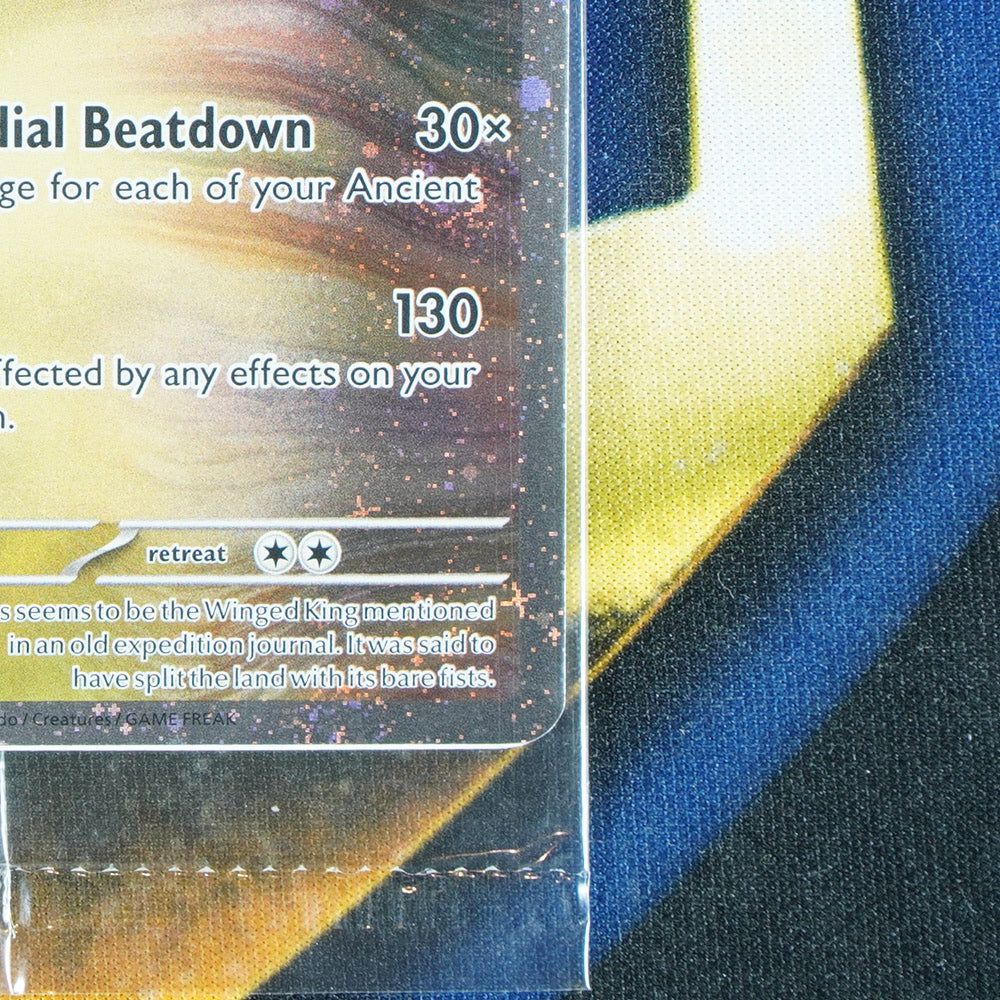 dial Beatdown 30×
ge for each of your Ancient
130
ffected by any effects on your
n.
retreat
s seems to be the Winged King mentioned
in an old expedition journal. It was said to
have split the land with its bare fists.
do / Creatures / GAME FREAK